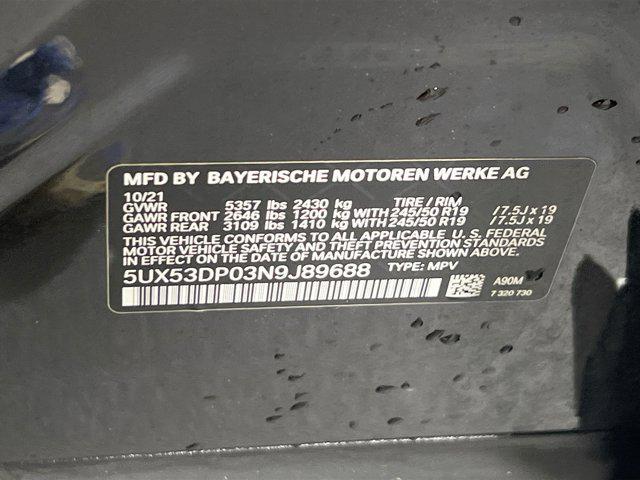 MFD BY BAYERISCHE MOTOREN WERKE AG
10/21
GVWR 5357 lbs 2430 kg TIRE / RIM
GAWR FRONT 2646 lbs 1200 kg WITH 245/50 R19 /7.5J x 19
GAWR REAR 3109 lbs 1410 kg WITH 245/50 R19 /7.5J x 19
THIS VEHICLE CONFORMS TO ALL APPLICABLE U. S. FEDERAL
MOTOR VEHICLE SAFETY AND THEFT PREVENTION STANDARDS
IN EFFECT ON THE DATE OF MANUFACTURE SHOWN ABOVE.
5UX53DP03N9J89688 TYPE: MPV
A90M
7 320 730